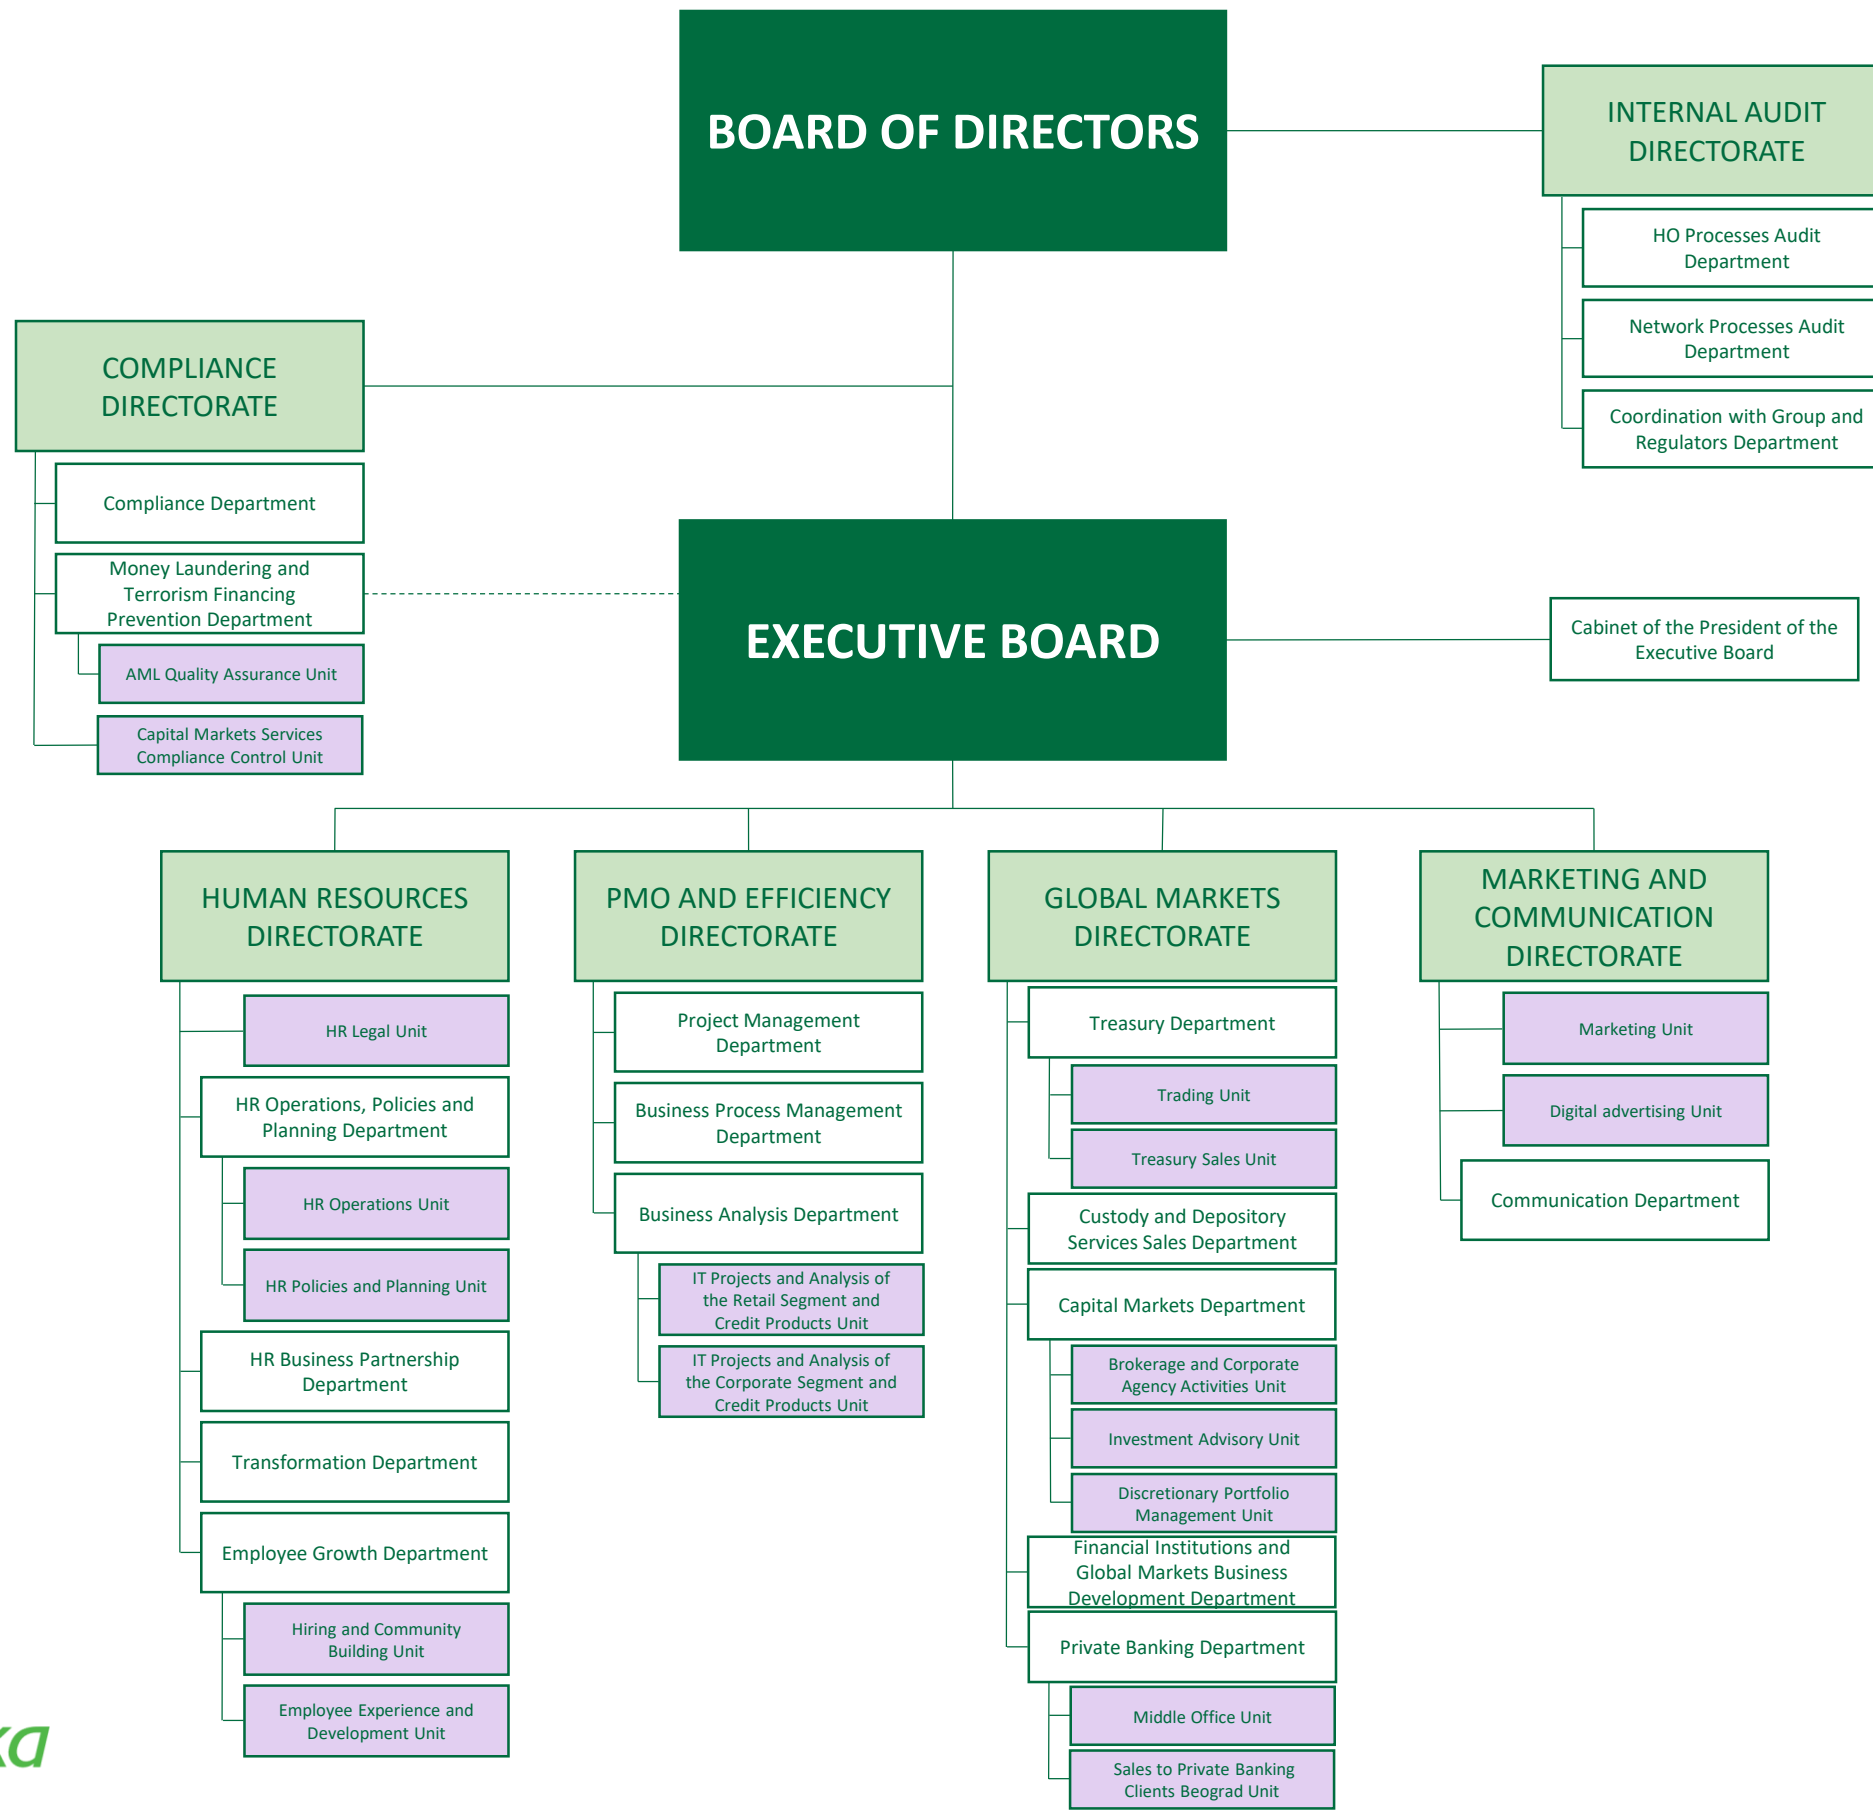 BOARD OF DIRECTORS
INTERNAL AUDIT
DIRECTORATE
HO Processes Audit
Department
Network Processes Audit
Department
Coordination with Group and
Regulators Department
COMPLIANCE
DIRECTORATE
Compliance Department
Money Laundering and
Terrorism Financing
Prevention Department
AML Quality Assurance Unit
Capital Markets Services
Compliance Control Unit
EXECUTIVE BOARD
Cabinet of the President of the
Executive Board
HUMAN RESOURCES
DIRECTORATE
HR Legal Unit
HR Operations, Policies and
Planning Department
HR Operations Unit
HR Policies and Planning Unit
HR Business Partnership
Department
Transformation Department
Employee Growth Department
Hiring and Community
Building Unit
Employee Experience and
Development Unit
PMO AND EFFICIENCY
DIRECTORATE
Project Management
Department
Business Process Management
Department
Business Analysis Department
IT Projects and Analysis of
the Retail Segment and
Credit Products Unit
IT Projects and Analysis of
the Corporate Segment and
Credit Products Unit
GLOBAL MARKETS
DIRECTORATE
Treasury Department
Trading Unit
Treasury Sales Unit
Custody and Depository
Services Sales Department
Capital Markets Department
Brokerage and Corporate
Agency Activities Unit
Investment Advisory Unit
Discretionary Portfolio
Management Unit
Financial Institutions and
Global Markets Business
Development Department
Private Banking Department
Middle Office Unit
Sales to Private Banking
Clients Beograd Unit
MARKETING AND
COMMUNICATION
DIRECTORATE
Marketing Unit
Digital advertising Unit
Communication Department